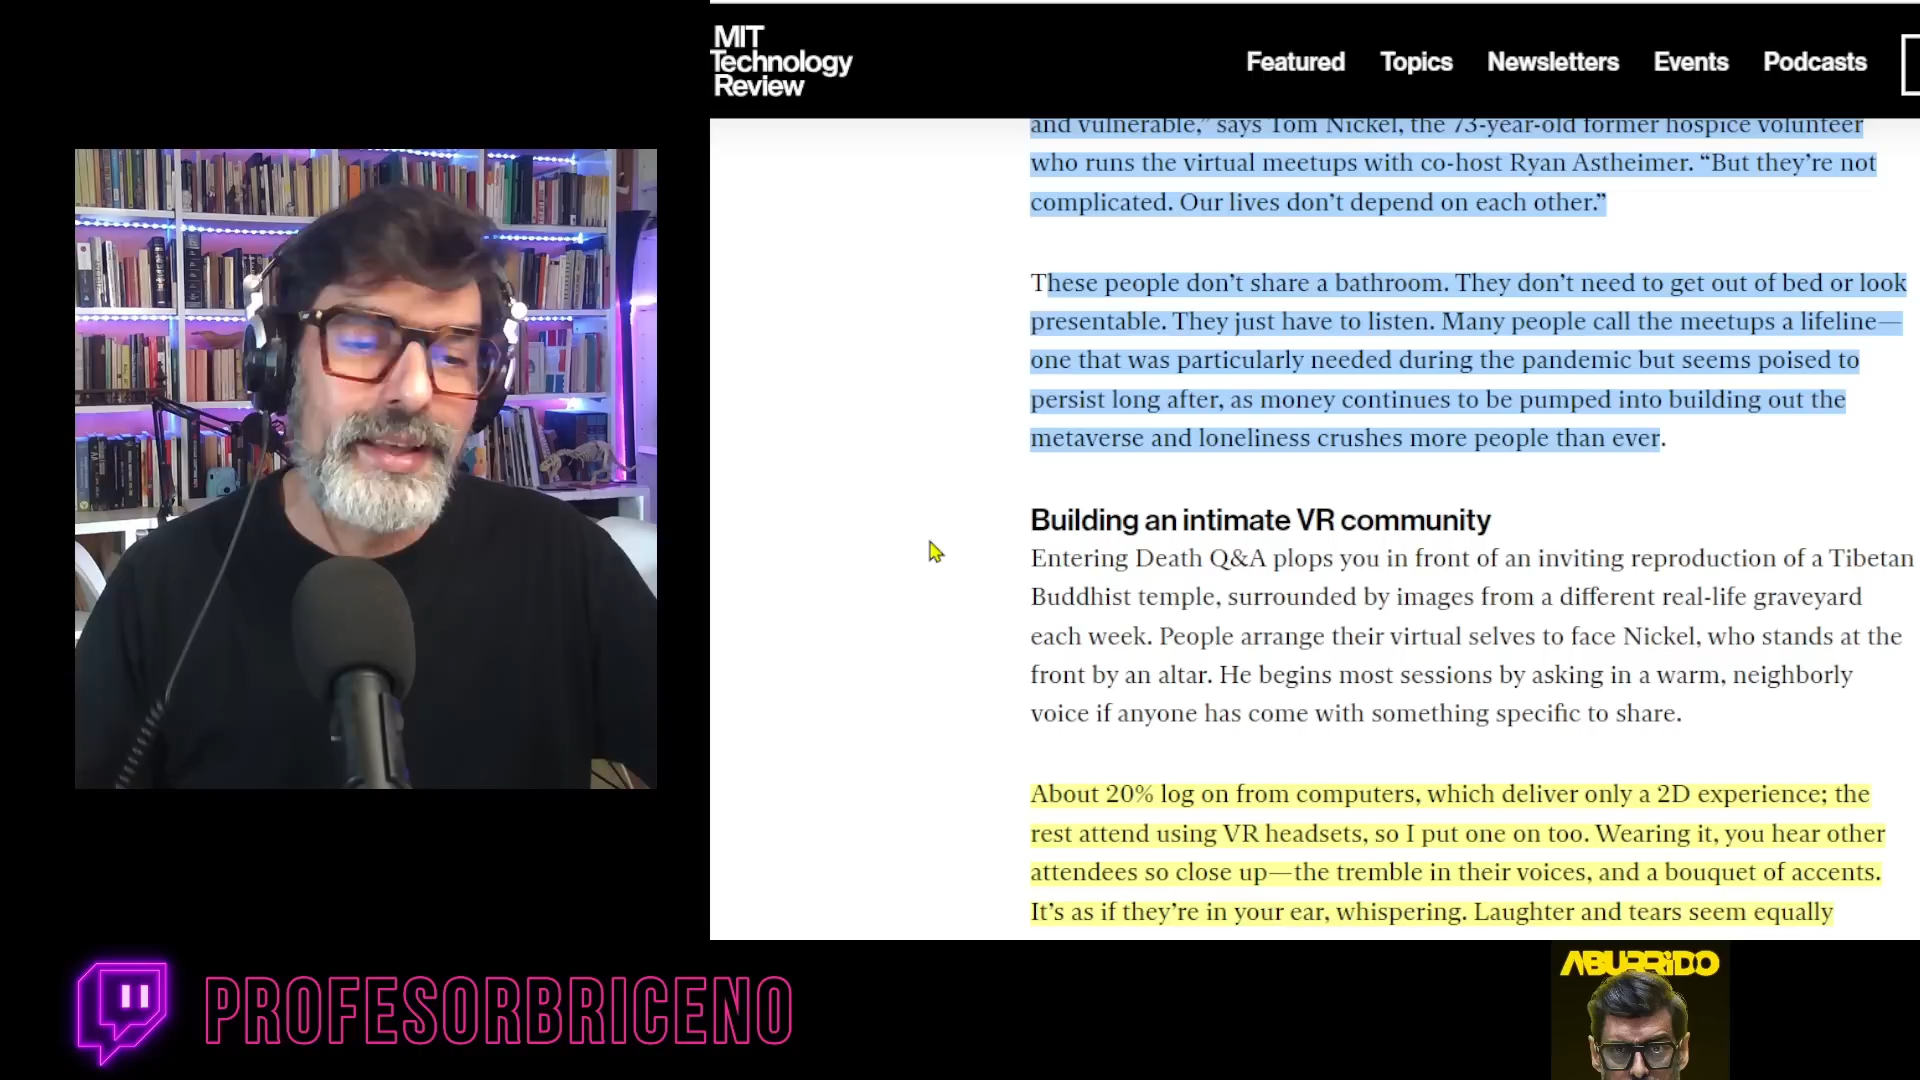 MIT
Technology
Review
Featured Topics Newsletters Events Podcasts
and vulnerable,” says Tom Nickel, the 73-year-old former hospice volunteer
who runs the virtual meetups with co-host Ryan Astheimer. “But they’re not
complicated. Our lives don’t depend on each other.”
These people don’t share a bathroom. They don’t need to get out of bed or look
presentable. They just have to listen. Many people call the meetups a lifeline—
one that was particularly needed during the pandemic but seems poised to
persist long after, as money continues to be pumped into building out the
metaverse and loneliness crushes more people than ever.
Building an intimate VR community
Entering Death Q&A plops you in front of an inviting reproduction of a Tibetan
Buddhist temple, surrounded by images from a different real-life graveyard
each week. People arrange their virtual selves to face Nickel, who stands at the
front by an altar. He begins most sessions by asking in a warm, neighborly
voice if anyone has come with something specific to share.
About 20% log on from computers, which deliver only a 2D experience; the
rest attend using VR headsets, so I put one on too. Wearing it, you hear other
attendees so close up—the tremble in their voices, and a bouquet of accents.
It’s as if they’re in your ear, whispering. Laughter and tears seem equally
PROFESORBRICENO
ABURRIDO